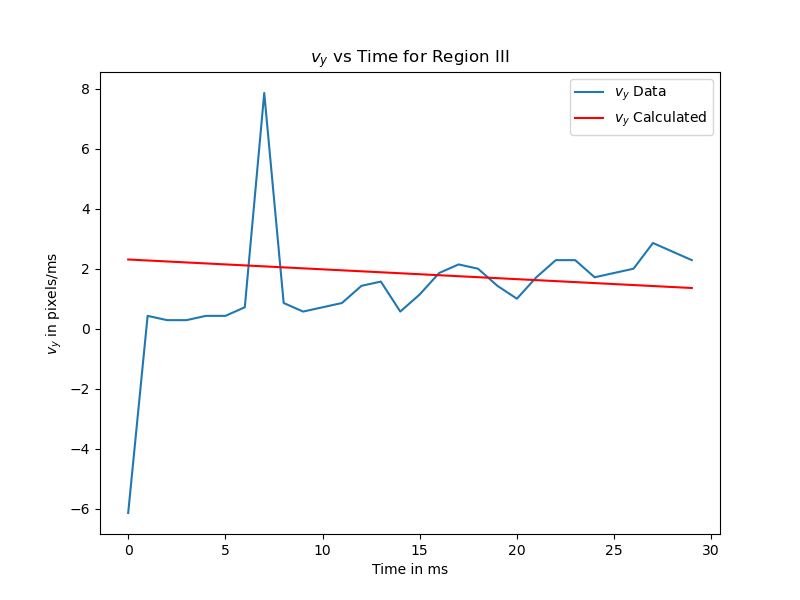 v_y vs Time for Region III
v_y Data
v_y Calculated
8
6
4
2
0
−2
−4
−6
v_y in pixels/ms
0 5 10 15 20 25 30
Time in ms